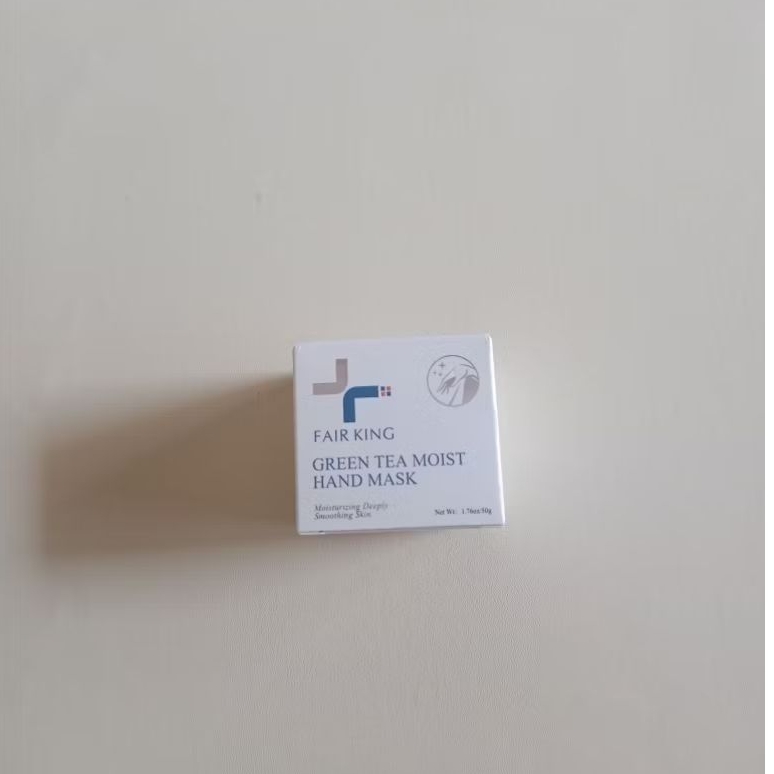 FAIR KING
GREEN TEA MOIST
HAND MASK
Moisturizing Deeply
Smoothing Skin
Net Wt: 1.76oz/50g